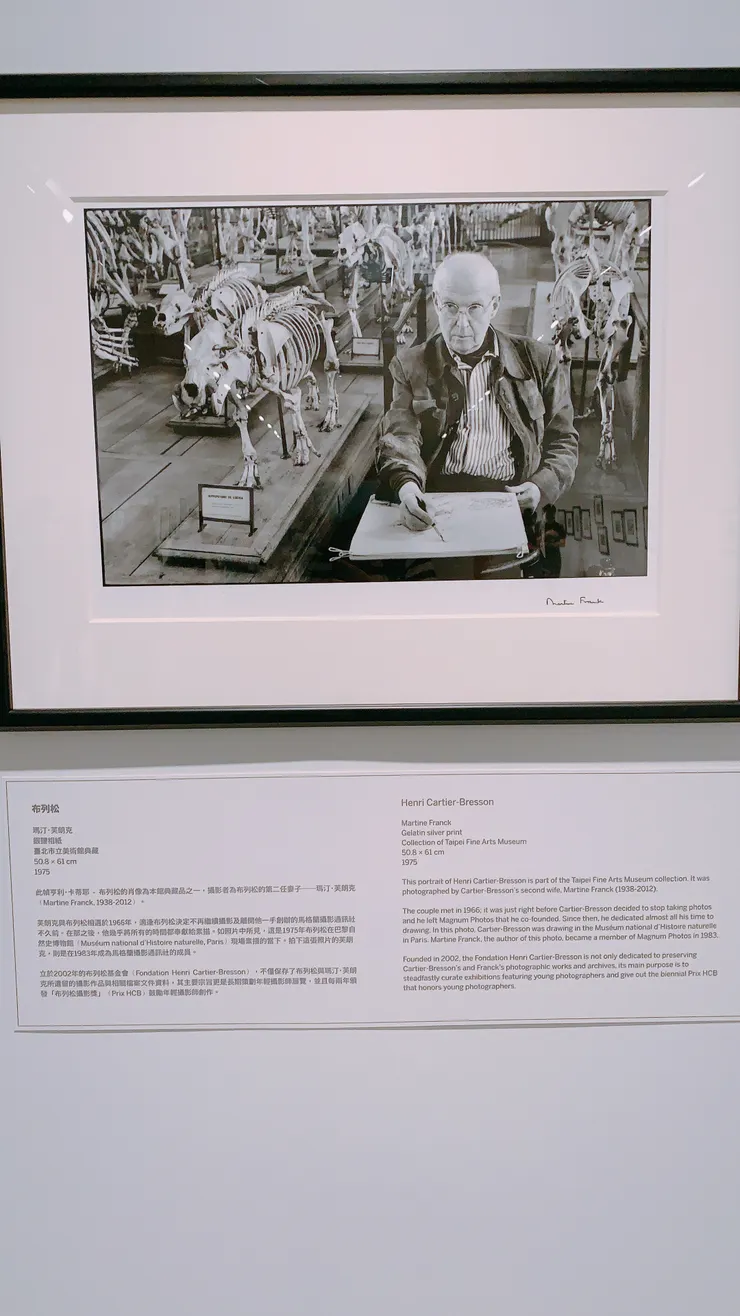 Martine Franck
布列松
瑪汀·芙朗克
銀鹽相紙
臺北市立美術館典藏
50.8 × 61 cm
1975
此幀亨利·卡蒂耶·布列松的肖像為本館典藏品之一，攝影者為布列松的第二任妻子——瑪汀·芙朗克
（Martine Franck, 1938-2012）。
芙朗克與布列松相遇於1966年，適逢布列松決定不再繼續攝影及離開他一手創辦的馬格蘭攝影通訊社
不久前。在那之後，他幾乎將所有的時間都奉獻給素描。如照片中所見，這是1975年布列松在巴黎自
然史博物館（Muséum national d'Histoire naturelle, Paris）現場素描的當下。拍下這張照片的芙朗
克，則是在1983年成為馬格蘭攝影通訊社的成員。
立於2002年的布列松基金會（Fondation Henri Cartier-Bresson），不僅保存了布列松與瑪汀·芙朗
克所遺留的攝影作品與相關檔案文件資料，其主要宗旨更是長期策劃年輕攝影師展覽，並且每兩年頒
發「布列松攝影獎」（Prix HCB）鼓勵年輕攝影師創作。
Henri Cartier-Bresson
Martine Franck
Gelatin silver print
Collection of Taipei Fine Arts Museum
50.8 × 61 cm
1975
This portrait of Henri Cartier-Bresson is part of the Taipei Fine Arts Museum collection. It was
photographed by Cartier-Bresson's second wife, Martine Franck (1938-2012).
The couple met in 1966; it was just right before Cartier-Bresson decided to stop taking photos
and he left Magnum Photos that he co-founded. Since then, he dedicated almost all his time to
drawing. In this photo, Cartier-Bresson was drawing in the Muséum national d'Histoire naturelle
in Paris. Martine Franck, the author of this photo, became a member of Magnum Photos in 1983.
Founded in 2002, the Fondation Henri Cartier-Bresson is not only dedicated to preserving
Cartier-Bresson's and Franck's photographic works and archives, its main purpose is to
steadfastly curate exhibitions featuring young photographers and give out the biennial Prix HCB
that honors young photographers.